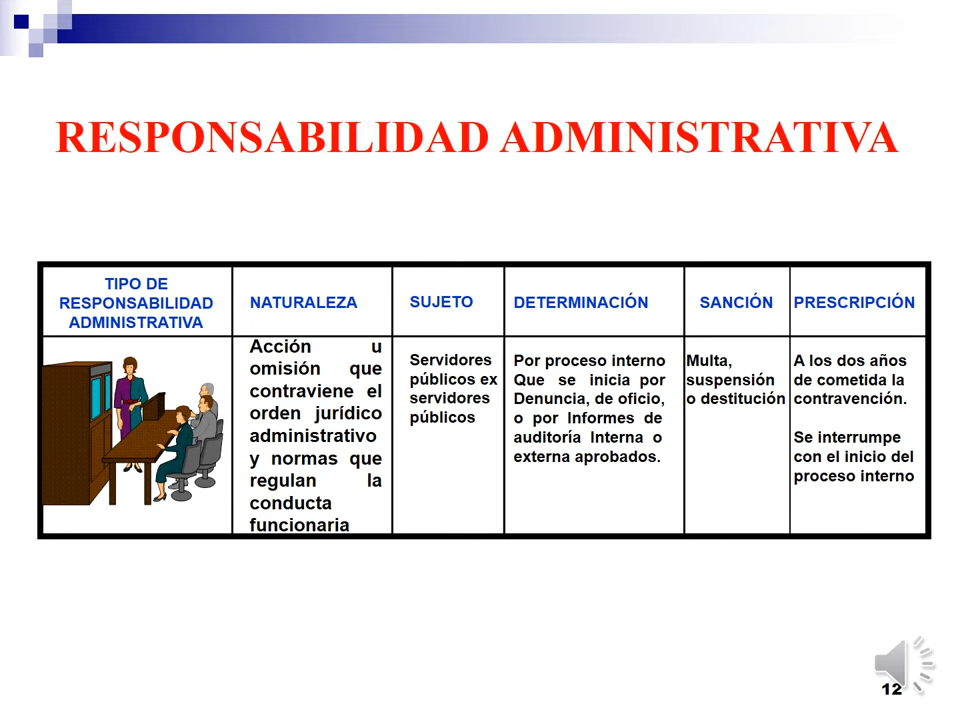 RESPONSABILIDAD ADMINISTRATIVA
TIPO DE
RESPONSABILIDAD
ADMINISTRATIVA
NATURALEZA
SUJETO
DETERMINACIÓN
SANCIÓN
PRESCRIPCIÓN
Acción u
omisión que
contraviene el
orden jurídico
administrativo
y normas que
regulan la
conducta
funcionaria
Servidores
públicos ex
servidores
públicos
Por proceso interno
Que se inicia por
Denuncia, de oficio,
o por Informes de
auditoría Interna o
externa aprobados.
Multa,
suspensión
o destitución
A los dos años
de cometida la
contravención.
Se interrumpe
con el inicio del
proceso interno
12